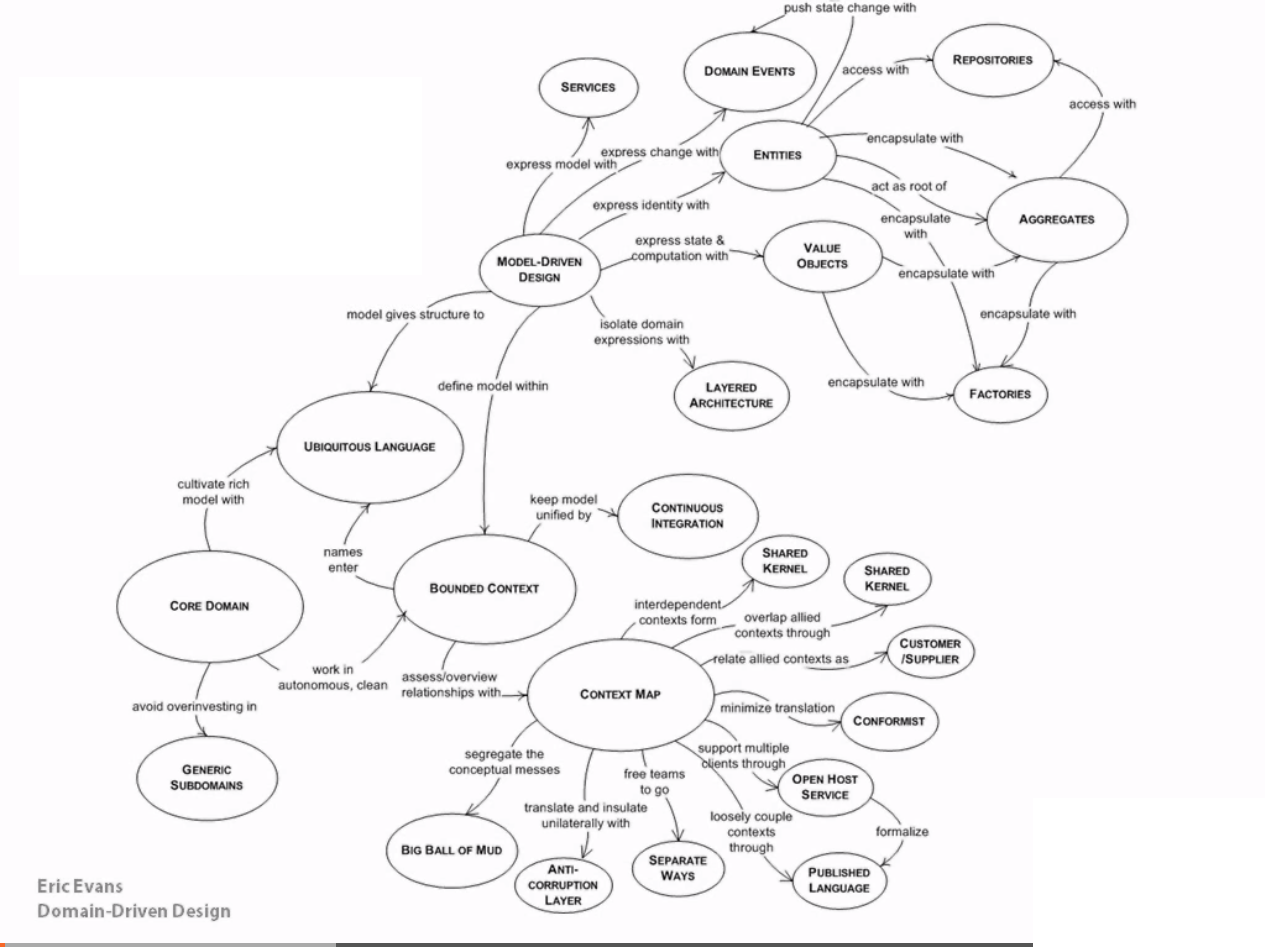 push state change with
DOMAIN EVENTS
REPOSITORIES
access with
SERVICES
access with
encapsulate with
express change with
ENTITIES
express model with
act as root of
express identity with
encapsulate
with
AGGREGATES
express state &
computation with
VALUE
OBJECTS
MODEL-DRIVEN
DESIGN
encapsulate with
model gives structure to
isolate domain
expressions with
encapsulate with
define model within
encapsulate with
LAYERED
ARCHITECTURE
FACTORIES
UBIQUITOUS LANGUAGE
cultivate rich
model with
keep model
unified by
CONTINUOUS
INTEGRATION
names
enter
SHARED
KERNEL
SHARED
KERNEL
BOUNDED CONTEXT
CORE DOMAIN
interdependent
contexts form
overlap allied
contexts through
CUSTOMER
/SUPPLIER
relate allied contexts as
work in
autonomous, clean
assess/overview
relationships with
CONTEXT MAP
avoid overinvesting in
minimize translation
CONFORMIST
segregate the
conceptual messes
support multiple
clients through
GENERIC
SUBDOMAINS
free teams
to go
OPEN HOST
SERVICE
translate and insulate
unilaterally with
loosely couple
contexts
through
formalize
BIG BALL OF MUD
ANTI-
CORRUPTION
LAYER
SEPARATE
WAYS
PUBLISHED
LANGUAGE
Eric Evans
Domain-Driven Design